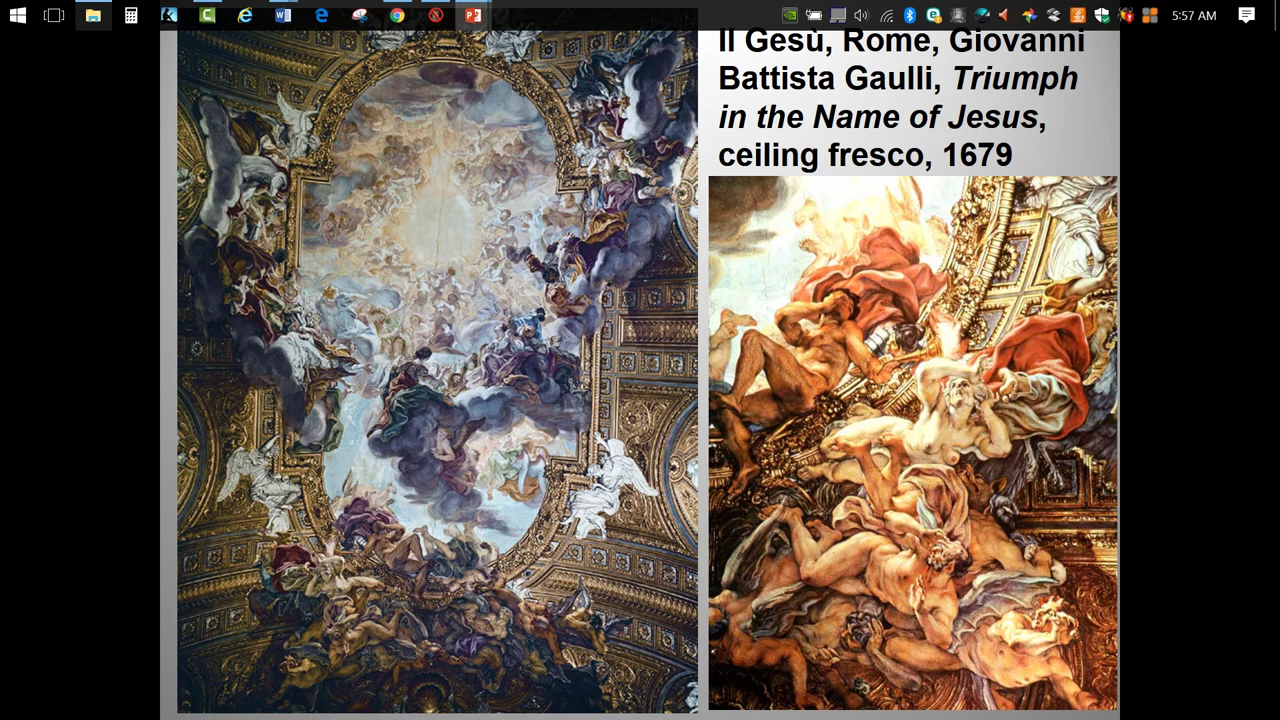 5:57 AM
Il Gesù, Rome, Giovanni
Battista Gaulli, Triumph
in the Name of Jesus,
ceiling fresco, 1679